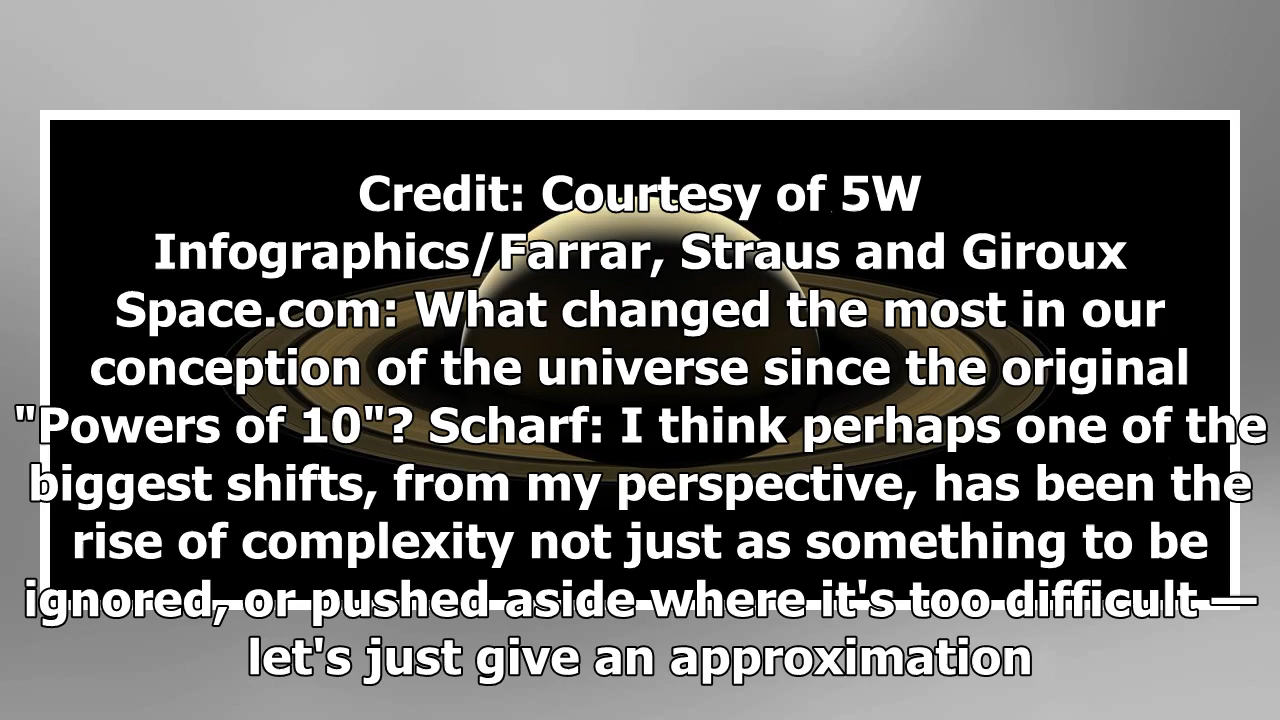 Credit: Courtesy of 5W
Infographics/Farrar, Straus and Giroux
Space.com: What changed the most in our
conception of the universe since the original
"Powers of 10"? Scharf: I think perhaps one of the
biggest shifts, from my perspective, has been the
rise of complexity not just as something to be
ignored, or pushed aside where it's too difficult —
let's just give an approximation